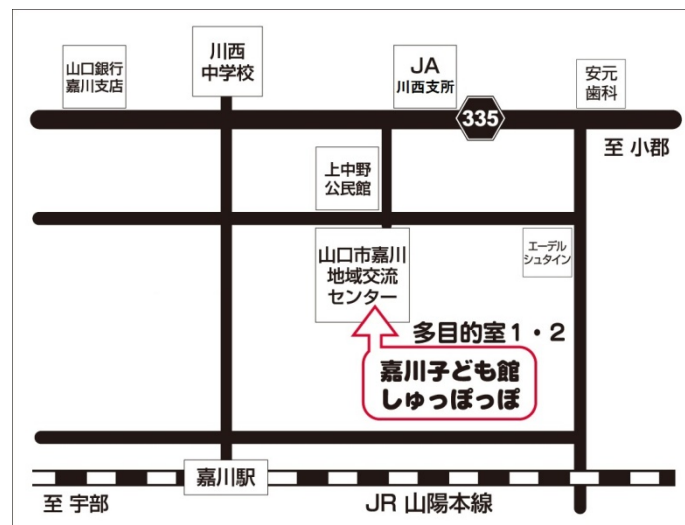 山口銀行
嘉川支店
川西
中学校
JA
川西支所
安元
歯科
335
至 小郡
上中野
公民館
山口市嘉川
地域交流
センター
エーデル
シュタイン
多目的室1・2
嘉川子ども館
しゅっぽっぽ
嘉川駅
至 宇部
JR 山陽本線